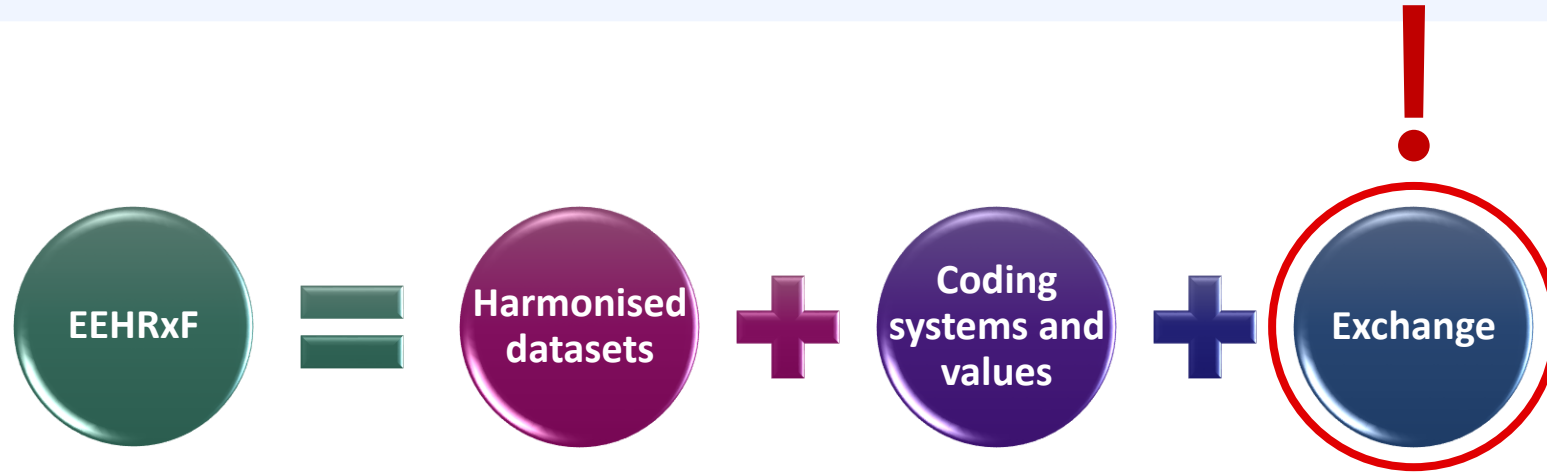 !
EEHRxF
=
Harmonised
datasets
+
Coding
systems and
values
+
Exchange